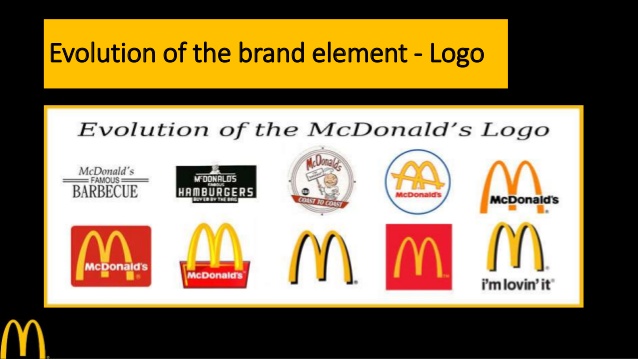 Evolution of the brand element - Logo
Evolution of the McDonald's Logo
McDonald's
FAMOUS
BARBECUE
McDONALD'S
FAMOUS
HAMBURGERS
BUY'EM BY THE BAG
McDonald's
COAST TO COAST
McDonald's
McDonald's
McDonald's
McDonald's
i'm lovin' it®